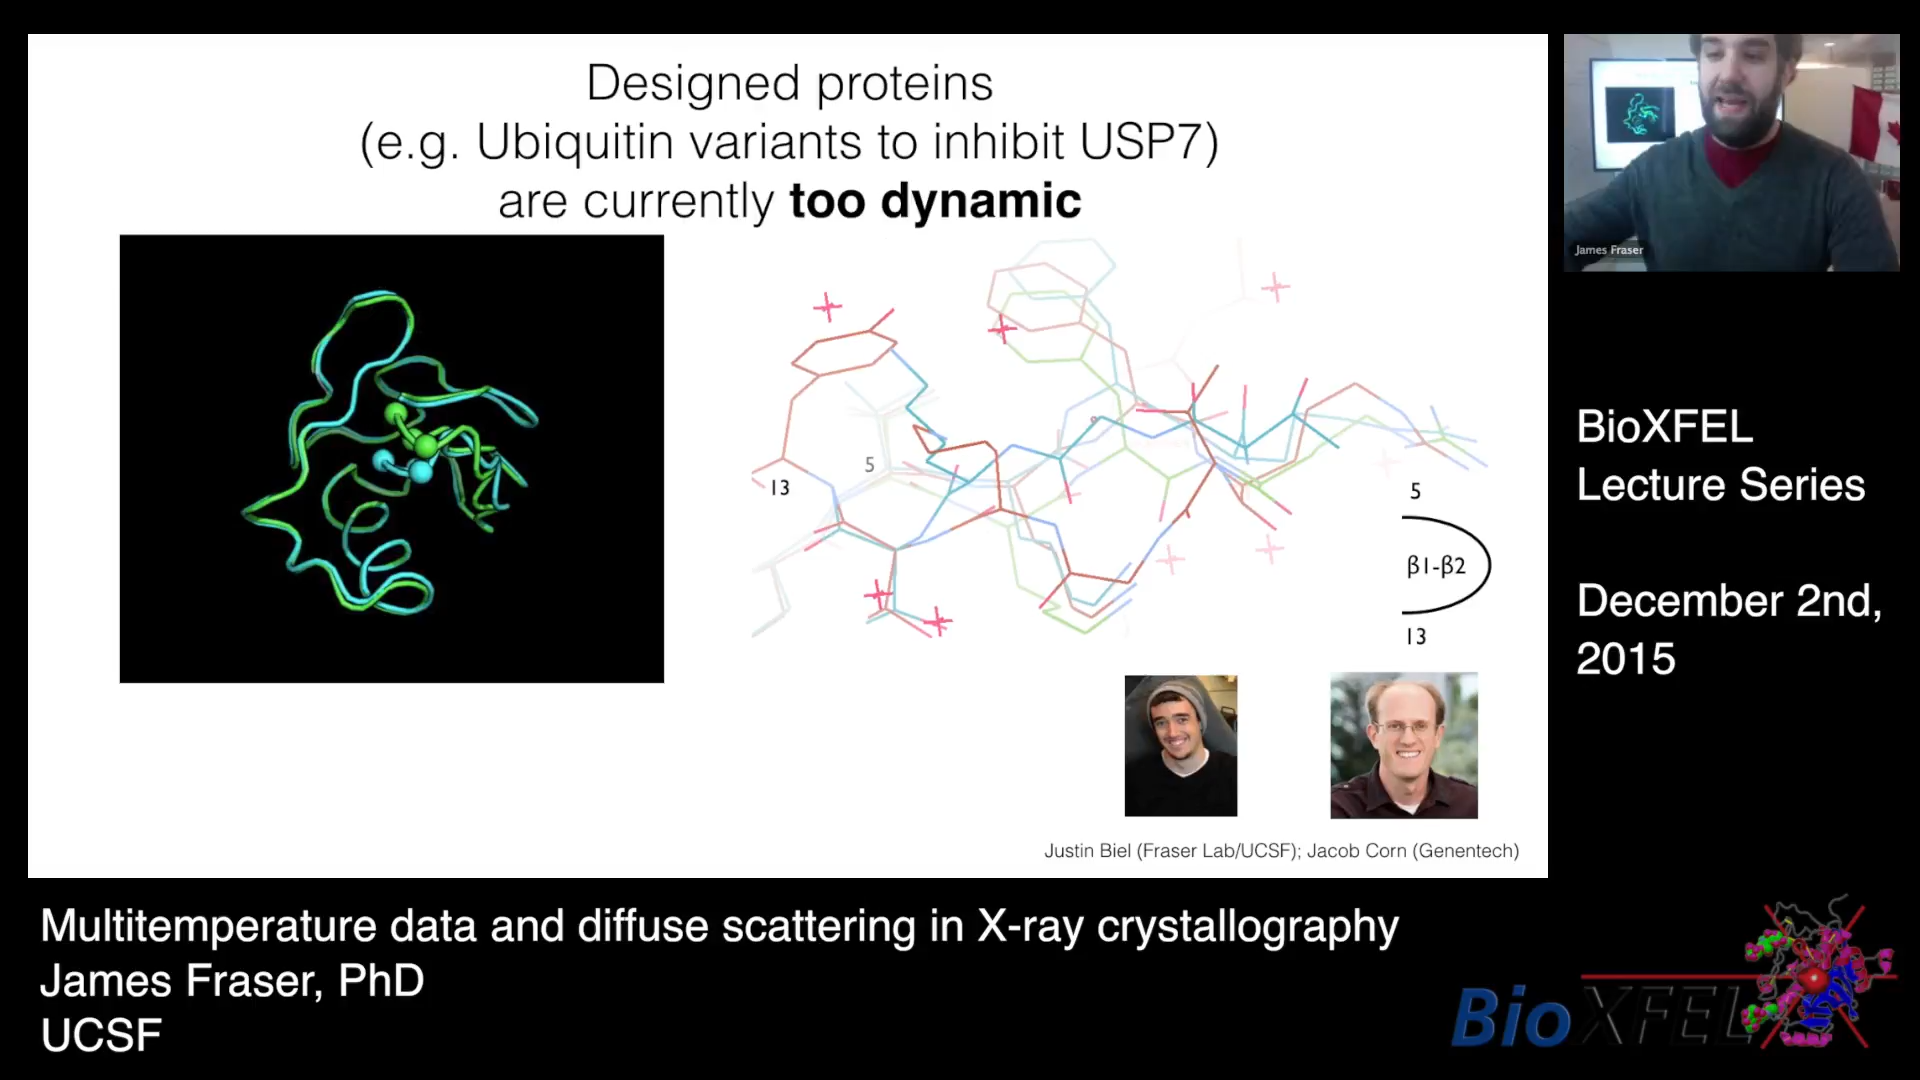 Designed proteins
(e.g. Ubiquitin variants to inhibit USP7)
are currently too dynamic
James Fraser
5
13
5
β1-β2
13
Justin Biel (Fraser Lab/UCSF); Jacob Corn (Genentech)
BioXFEL
Lecture Series
December 2nd,
2015
Multitemperature data and diffuse scattering in X-ray crystallography
James Fraser, PhD
UCSF
BioXFEL